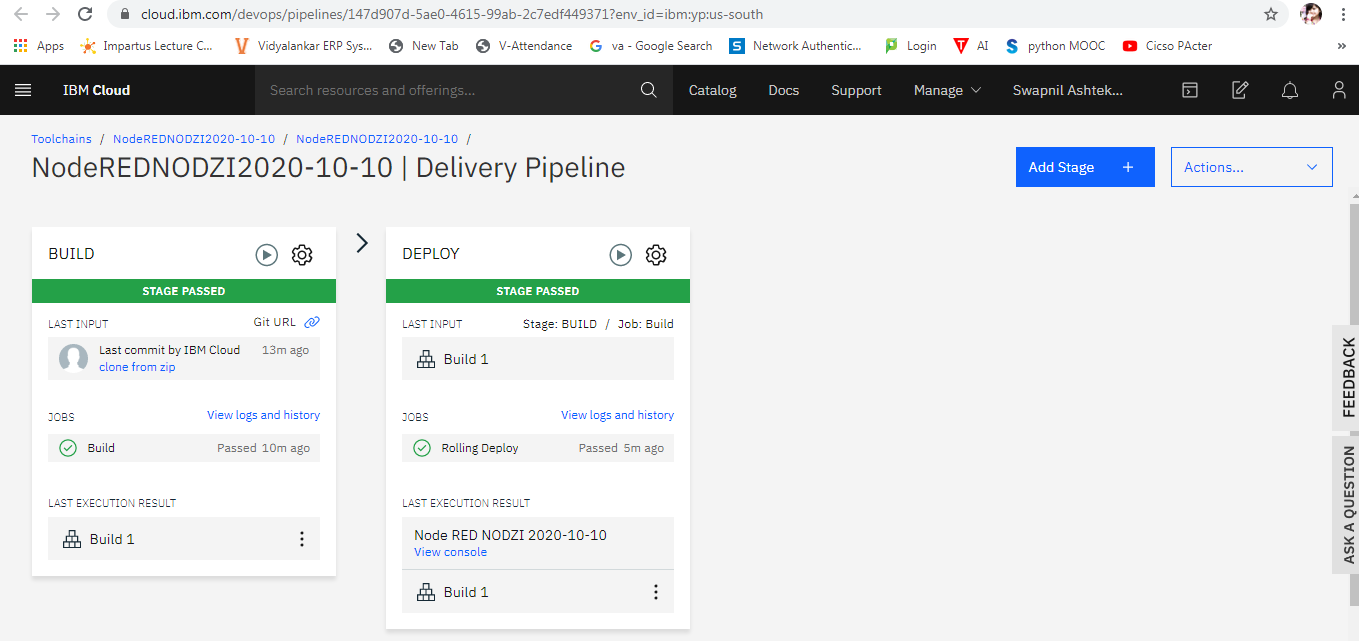 cloud.ibm.com/devops/pipelines/147d907d-5ae0-4615-99ab-2c7edf449371?env_id=ibm:yp:us-south
Apps Impartus Lecture C... Vidyalankar ERP Sys... New Tab V-Attendance va - Google Search Network Authentic... Login AI python MOOC Cicso PActer »
IBM Cloud Search resources and offerings... Catalog Docs Support Manage Swapnil Ashtek...
Toolchains / NodeREDNODZI2020-10-10 / NodeREDNODZI2020-10-10 /
NodeREDNODZI2020-10-10 | Delivery Pipeline
Add Stage +
Actions...
BUILD
STAGE PASSED
LAST INPUT Git URL
Last commit by IBM Cloud 13m ago
clone from zip
JOBS View logs and history
Build Passed 10m ago
LAST EXECUTION RESULT
Build 1
DEPLOY
STAGE PASSED
LAST INPUT Stage: BUILD / Job: Build
Build 1
JOBS View logs and history
Rolling Deploy Passed 5m ago
LAST EXECUTION RESULT
Node RED NODZI 2020-10-10
View console
Build 1
FEEDBACK
ASK A QUESTION